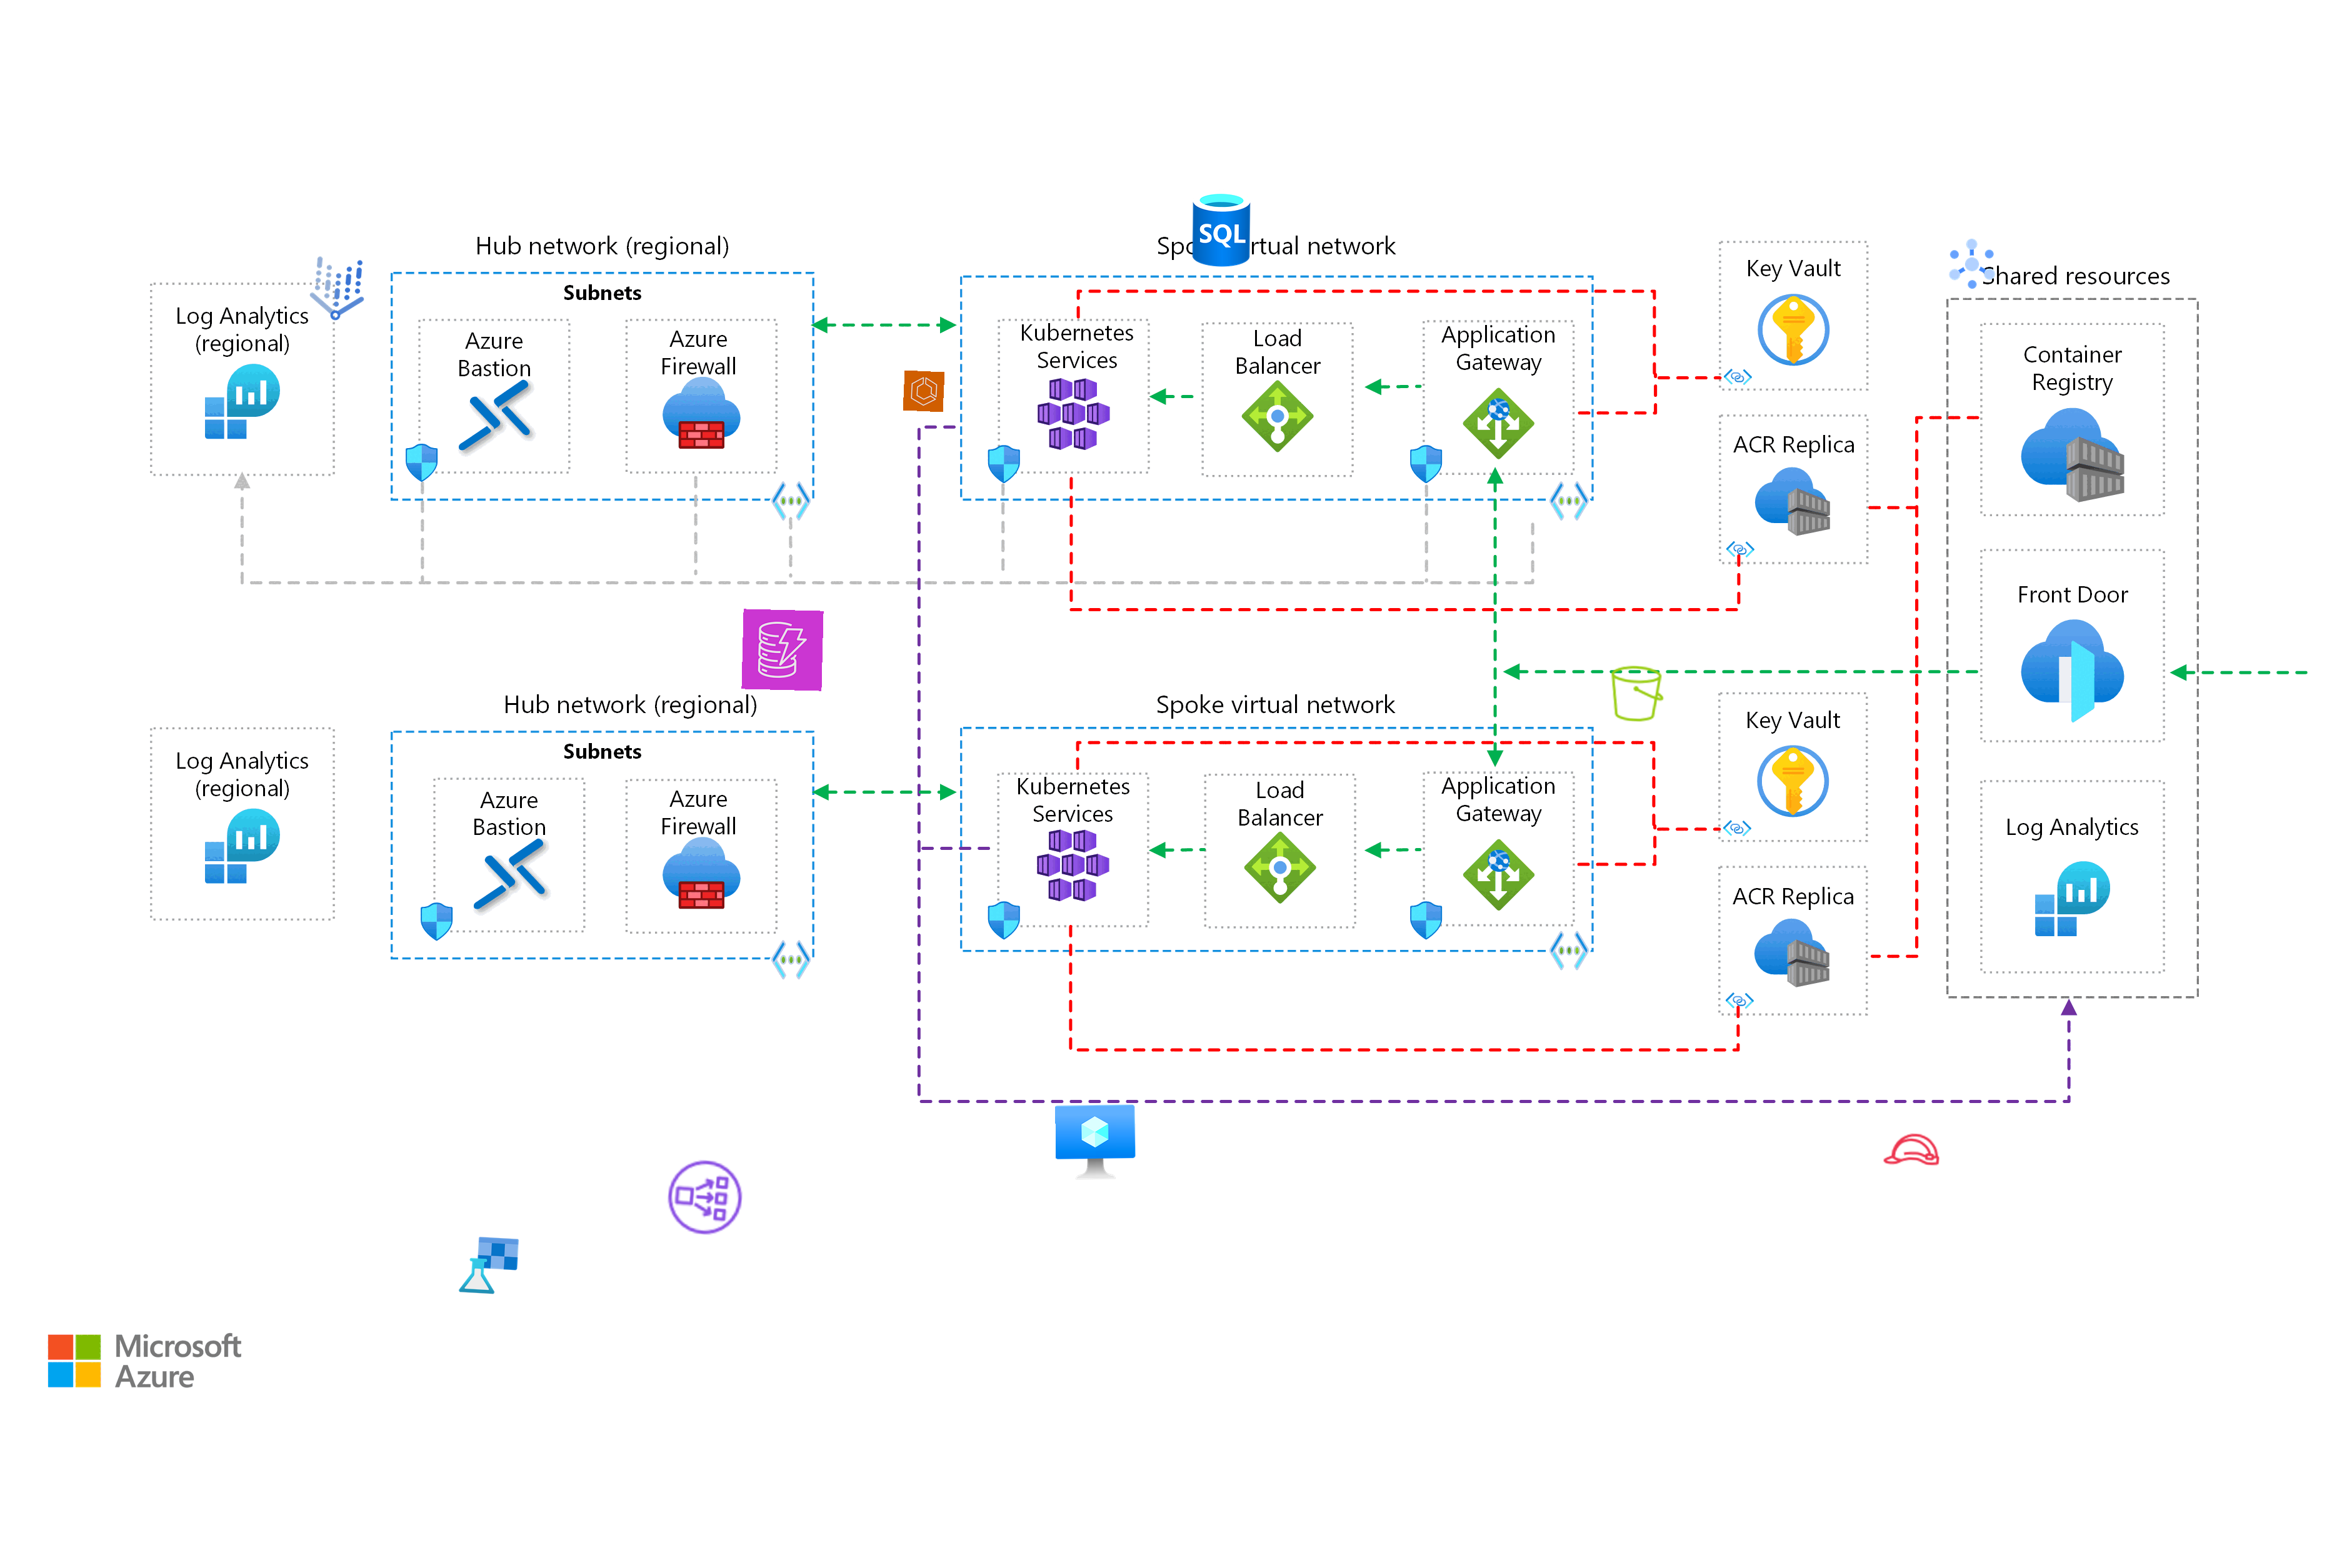 Hub network (regional)
Subnets
Log Analytics
(regional)
Azure
Bastion
Azure
Firewall
SQL
virtual network
Kubernetes
Services
Load
Balancer
Application
Gateway
Key Vault
ACR Replica
Shared resources
Container
Registry
Front Door
Log Analytics
Hub network (regional)
Subnets
Log Analytics
(regional)
Azure
Bastion
Azure
Firewall
Spoke virtual network
Kubernetes
Services
Load
Balancer
Application
Gateway
Key Vault
ACR Replica
Microsoft
Azure